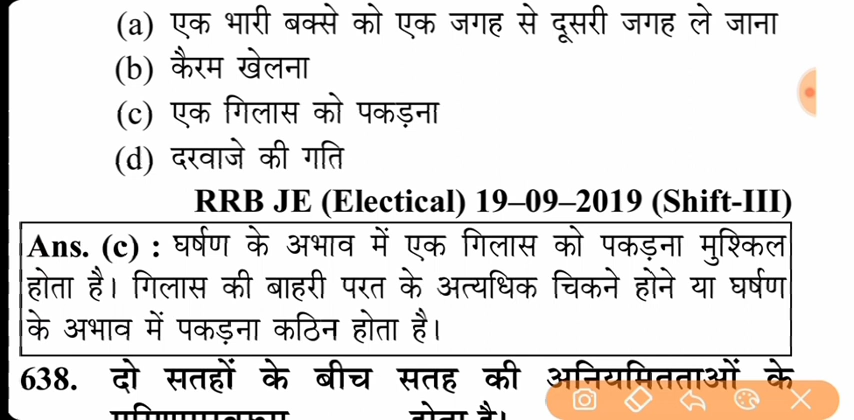 (a) एक भारी बक्से को एक जगह से दूसरी जगह ले जाना
(b) कैरम खेलना
(c) एक गिलास को पकड़ना
(d) दरवाजे की गति
RRB JE (Electical) 19–09–2019 (Shift-III)
Ans. (c) : घर्षण के अभाव में एक गिलास को पकड़ना मुश्किल
होता है। गिलास की बाहरी परत के अत्यधिक चिकने होने या घर्षण
के अभाव में पकड़ना कठिन होता है।
638. दो सतहों के बीच सतह की अनियमितताओं के
होता है।